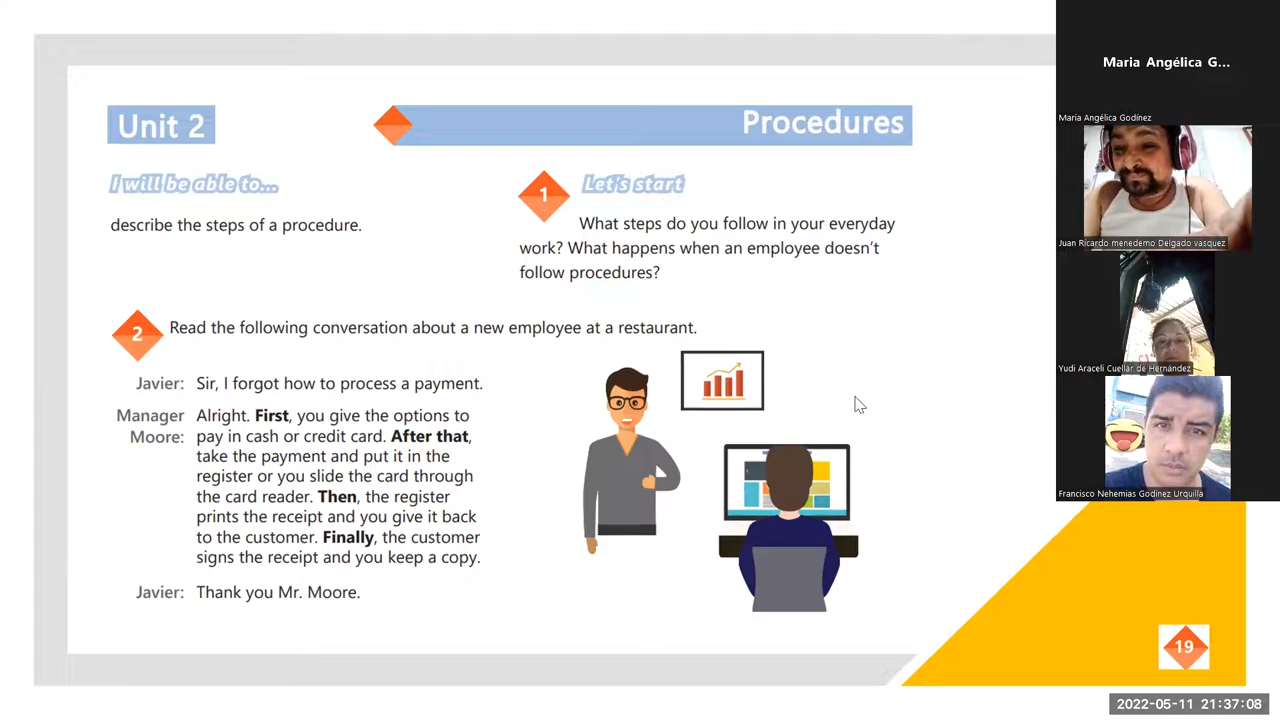 Unit 2
Procedures
I will be able to...
describe the steps of a procedure.
1
Let's start
What steps do you follow in your everyday
work? What happens when an employee doesn't
follow procedures?
2
Read the following conversation about a new employee at a restaurant.
Javier: Sir, I forgot how to process a payment.
Manager Moore: Alright. First, you give the options to
pay in cash or credit card. After that,
take the payment and put it in the
register or you slide the card through
the card reader. Then, the register
prints the receipt and you give it back
to the customer. Finally, the customer
signs the receipt and you keep a copy.
Javier: Thank you Mr. Moore.
19
Maria Angélica G...
Maria Angélica Godínez
Juan Ricardo menedemo Delgado vasquez
Yudi Araceli Cuellar de Hernández
Francisco Nehemias Godinez Urquilla
2022-05-11 21:37:08